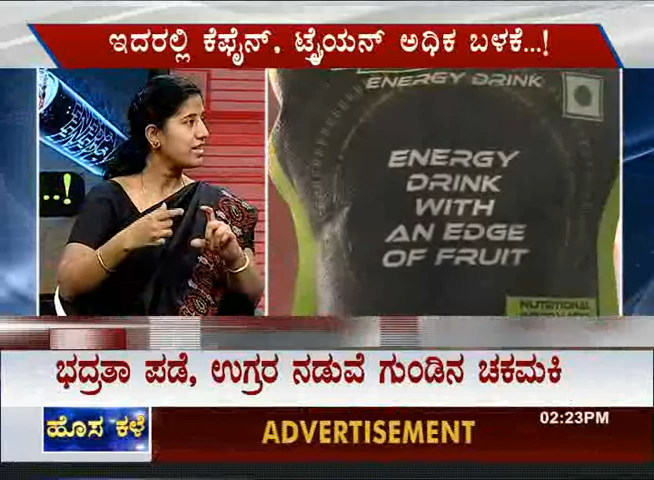 ಇದರಲ್ಲಿ ಕೆಫೈನ್, ಟ್ರೈಯನ್ ಅಧಿಕ ಬಳಕೆ...!
ENERGY DRINK
ENERGY
DRINK
WITH
AN EDGE
OF FRUIT
..!
NUTRITIONAL
ಭದ್ರತಾ ಪಡೆ, ಉಗ್ರರ ನಡುವೆ ಗುಂಡಿನ ಚಕಮಕಿ
02:23PM
ಹೊಸ ಕಳೆ
ADVERTISEMENT